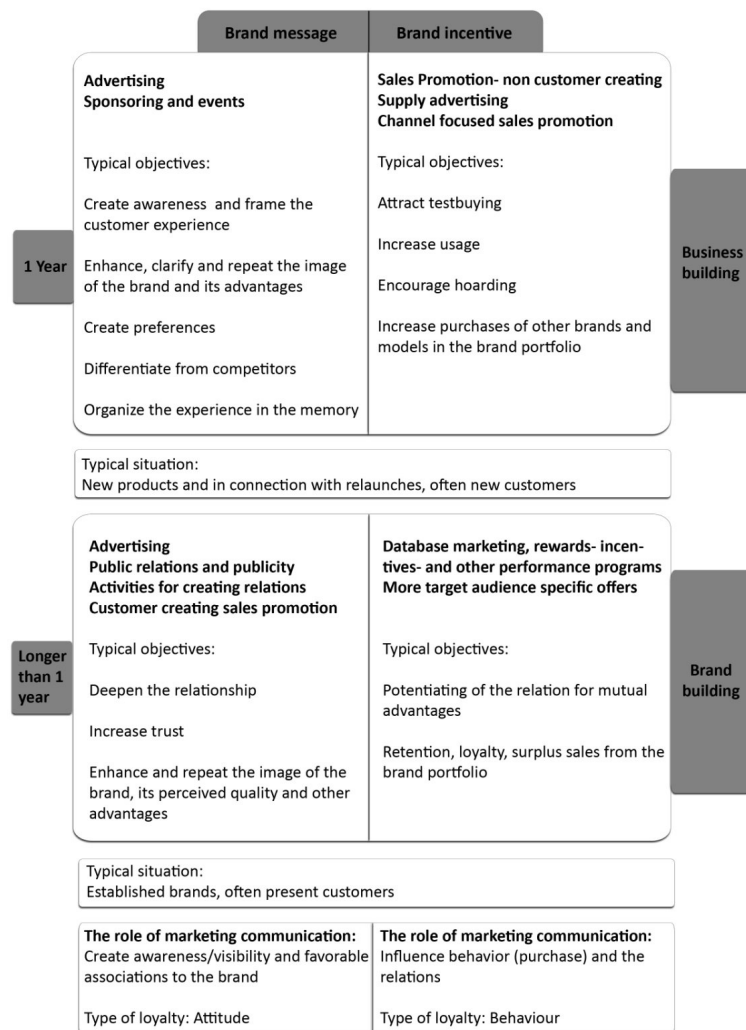 Brand message
Brand incentive
Advertising
Sponsoring and events
Typical objectives:
Create awareness and frame the
customer experience
Enhance, clarify and repeat the image
of the brand and its advantages
Create preferences
Differentiate from competitors
Organize the experience in the memory
Sales Promotion- non customer creating
Supply advertising
Channel focused sales promotion
Typical objectives:
Attract testbuying
Increase usage
Encourage hoarding
Increase purchases of other brands and
models in the brand portfolio
1 Year
Business
building
Typical situation:
New products and in connection with relaunches, often new customers
Advertising
Public relations and publicity
Activities for creating relations
Customer creating sales promotion
Typical objectives:
Deepen the relationship
Increase trust
Enhance and repeat the image of the
brand, its perceived quality and other
advantages
Database marketing, rewards- incen-
tives- and other performance programs
More target audience specific offers
Typical objectives:
Potentiating of the relation for mutual
advantages
Retention, loyalty, surplus sales from the
brand portfolio
Longer
than 1
year
Brand
building
Typical situation:
Established brands, often present customers
The role of marketing communication:
Create awareness/visibility and favorable
associations to the brand
Type of loyalty: Attitude
The role of marketing communication:
Influence behavior (purchase) and the
relations
Type of loyalty: Behaviour